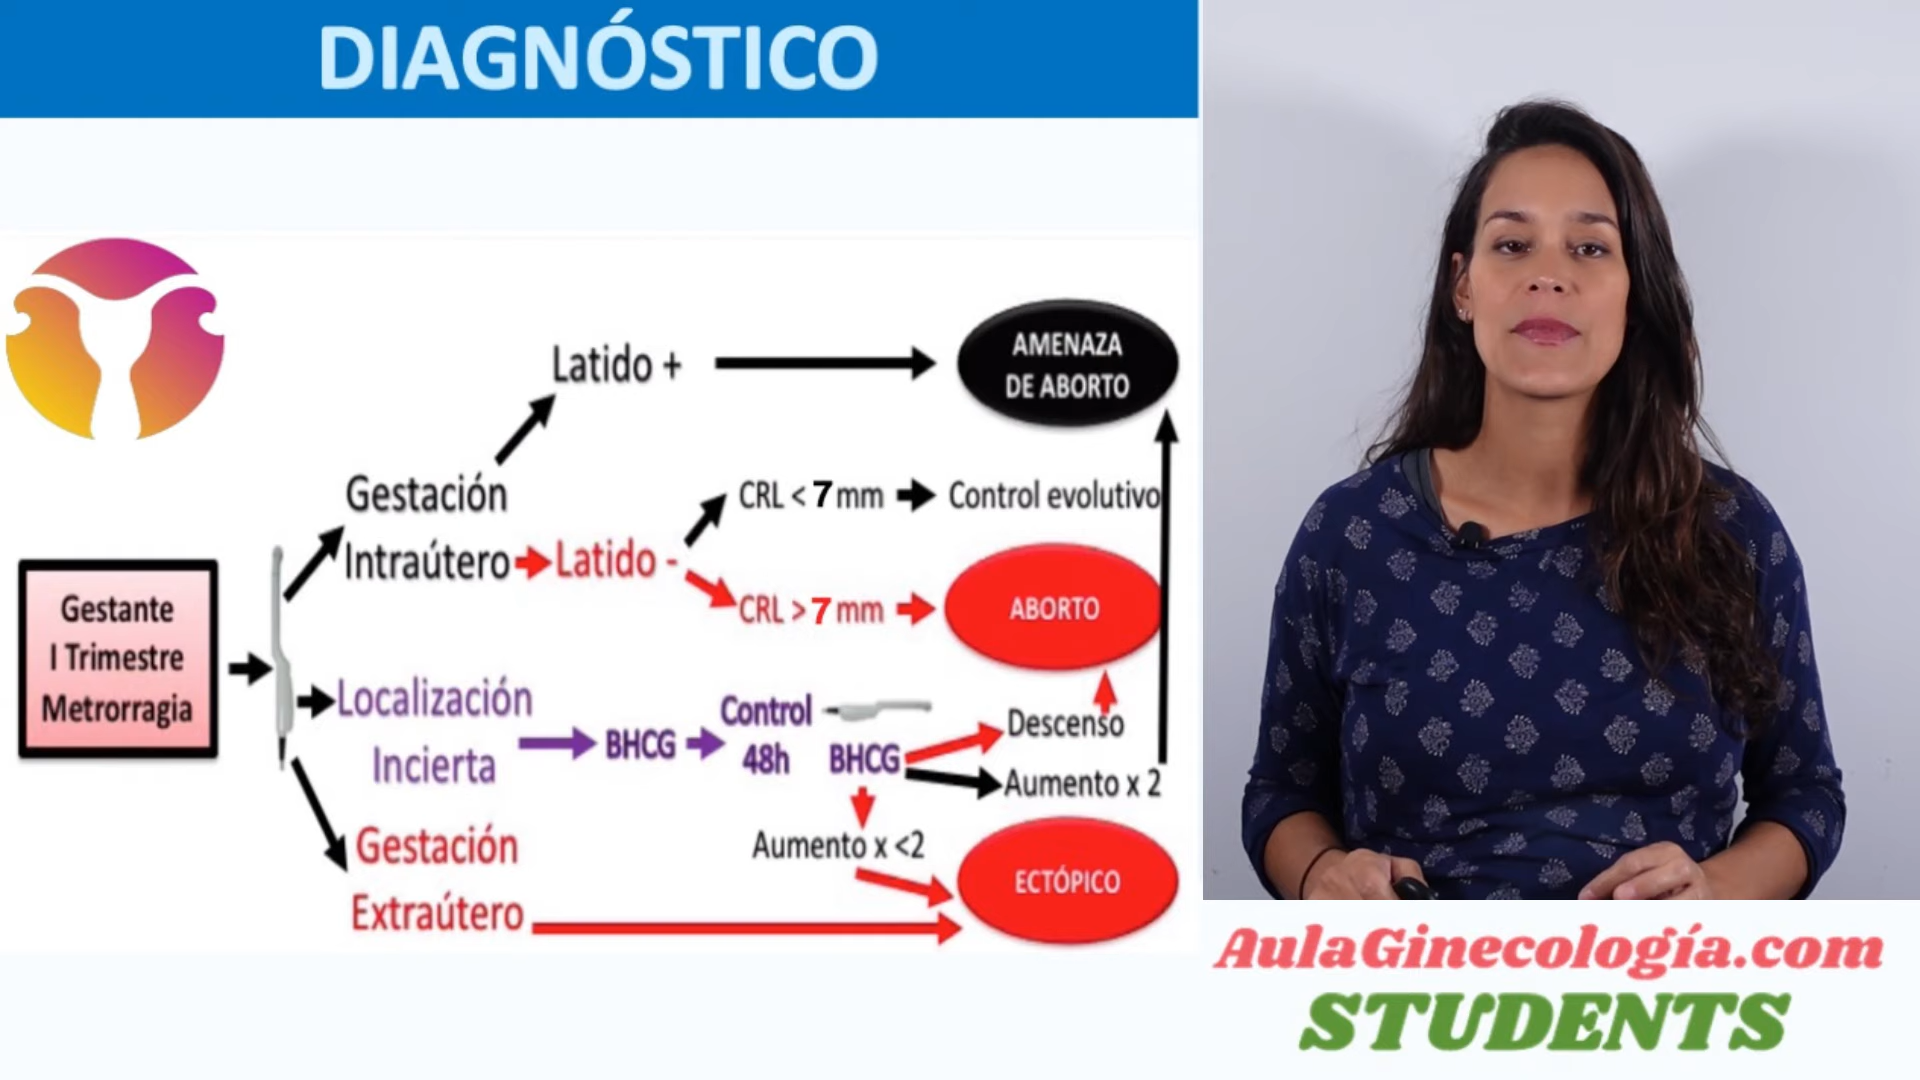 DIAGNÓSTICO
Latido +
AMENAZA
DE ABORTO
Gestación
Intraútero
CRL < 7 mm
Control evolutivo
Latido -
CRL > 7 mm
ABORTO
Gestante
I Trimestre
Metrorragia
Localización
Incierta
BHCG
Control
48h
BHCG
Descenso
Aumento x 2
Aumento x <2
Gestación
Extraútero
ECTÓPICO
AulaGinecología.com
STUDENTS